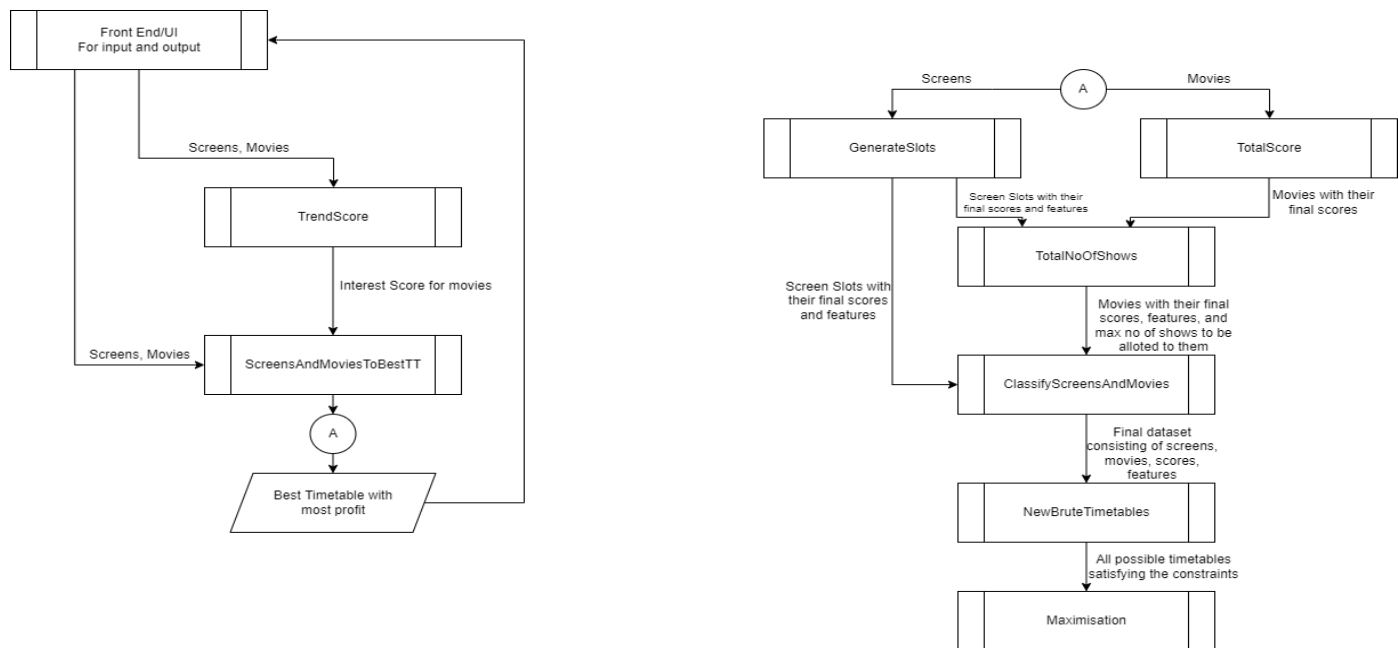 Front End/UI
For input and output
Screens, Movies
TrendScore
Interest Score for movies
Screens, Movies
ScreensAndMoviesToBestTT
A
Best Timetable with
most profit
Screens
A
Movies
GenerateSlots
TotalScore
Screen Slots with their
final scores and features
Movies with their
final scores
TotalNoOfShows
Screen Slots with
their final scores
and features
Movies with their final
scores, features, and
max no of shows to be
alloted to them
ClassifyScreensAndMovies
Final dataset
consisting of screens,
movies, scores,
features
NewBruteTimetables
All possible timetables
satisfying the constraints
Maximisation